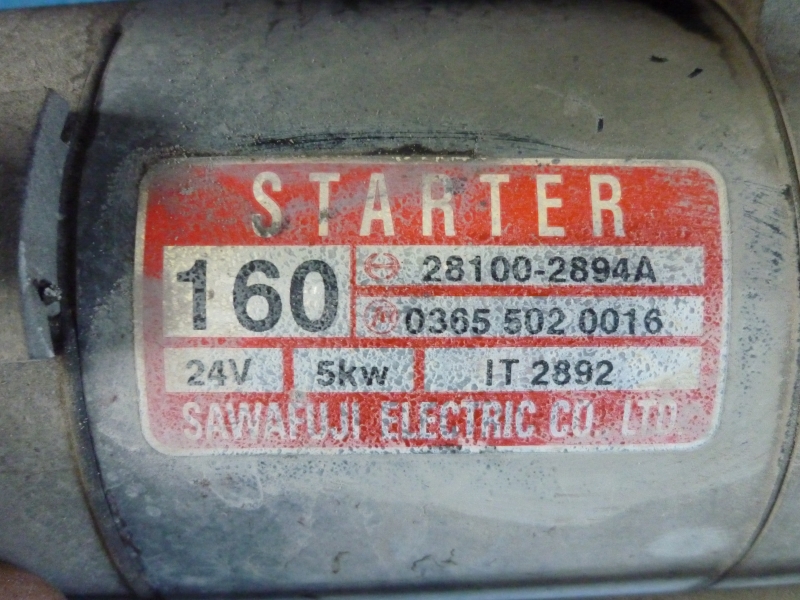 STARTER
160
28100-2894A
0365 502 0016
24V 5kw IT 2892
SAWAFUJI ELECTRIC CO. LTD